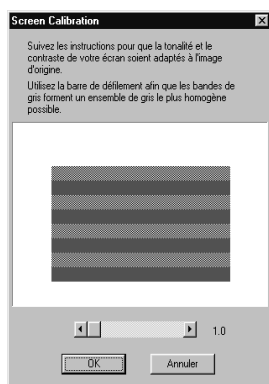 Screen Calibration
Suivez les instructions pour que la tonalité et le
contraste de votre écran soient adaptés à l'image
d'origine.
Utilisez la barre de défilement afin que les bandes de
gris forment un ensemble de gris le plus homogène
possible.
1.0
OK
Annuler